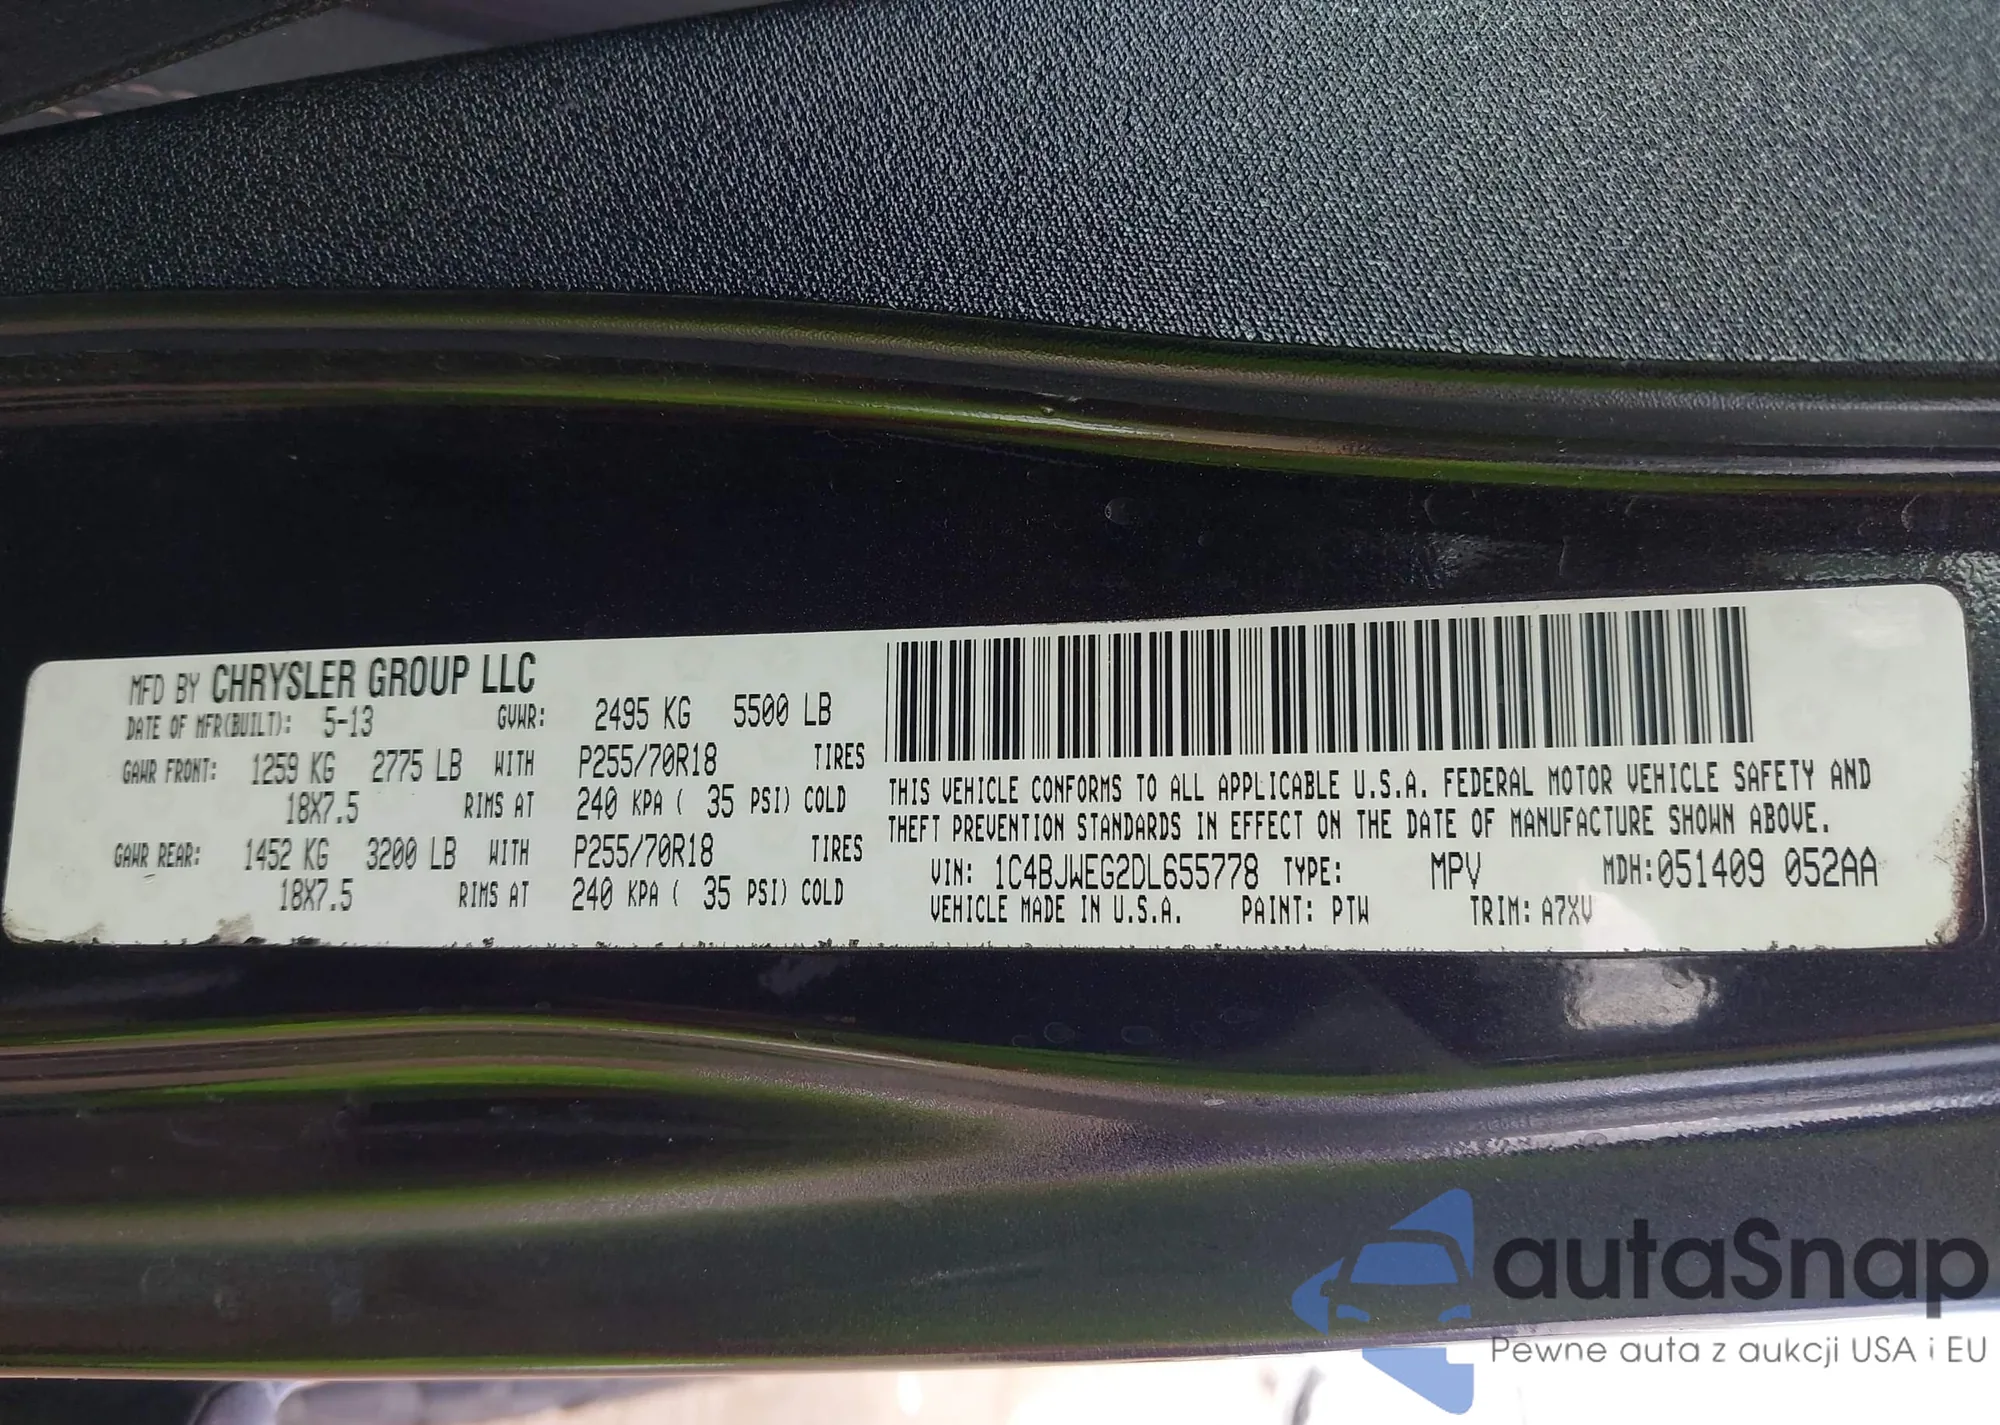 MFD BY CHRYSLER GROUP LLC
DATE OF MFR(BUILT): 5-13 GVWR: 2495 KG 5500 LB
GAWR FRONT: 1259 KG 2775 LB WITH P255/70R18 TIRES
18X7.5 RIMS AT 240 KPA ( 35 PSI) COLD
GAWR REAR: 1452 KG 3200 LB WITH P255/70R18 TIRES
18X7.5 RIMS AT 240 KPA ( 35 PSI) COLD
THIS VEHICLE CONFORMS TO ALL APPLICABLE U.S.A. FEDERAL MOTOR VEHICLE SAFETY AND
THEFT PREVENTION STANDARDS IN EFFECT ON THE DATE OF MANUFACTURE SHOWN ABOVE.
VIN: 1C4BJWEG2DL655778 TYPE: MPV MDH:051409 052AA
VEHICLE MADE IN U.S.A. PAINT: PTW TRIM: A7XV
autaSnap
Pewne auta z aukcji USA i EU